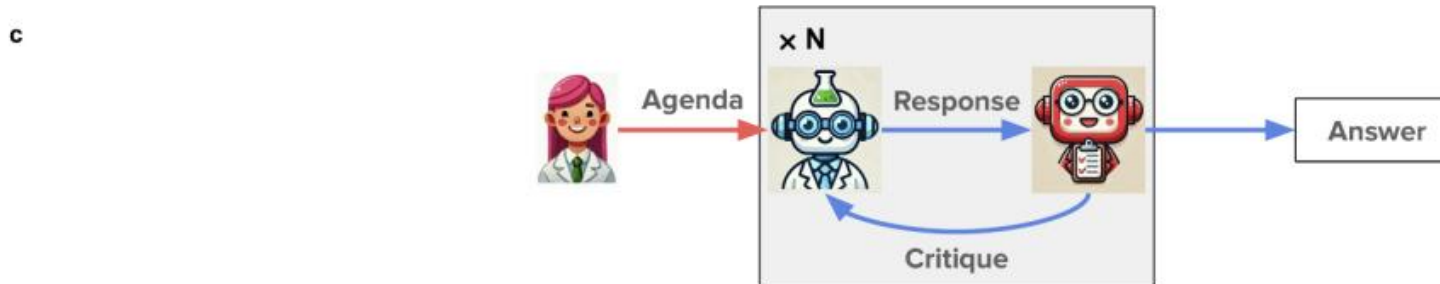 c
× N
Agenda
Response
Answer
Critique